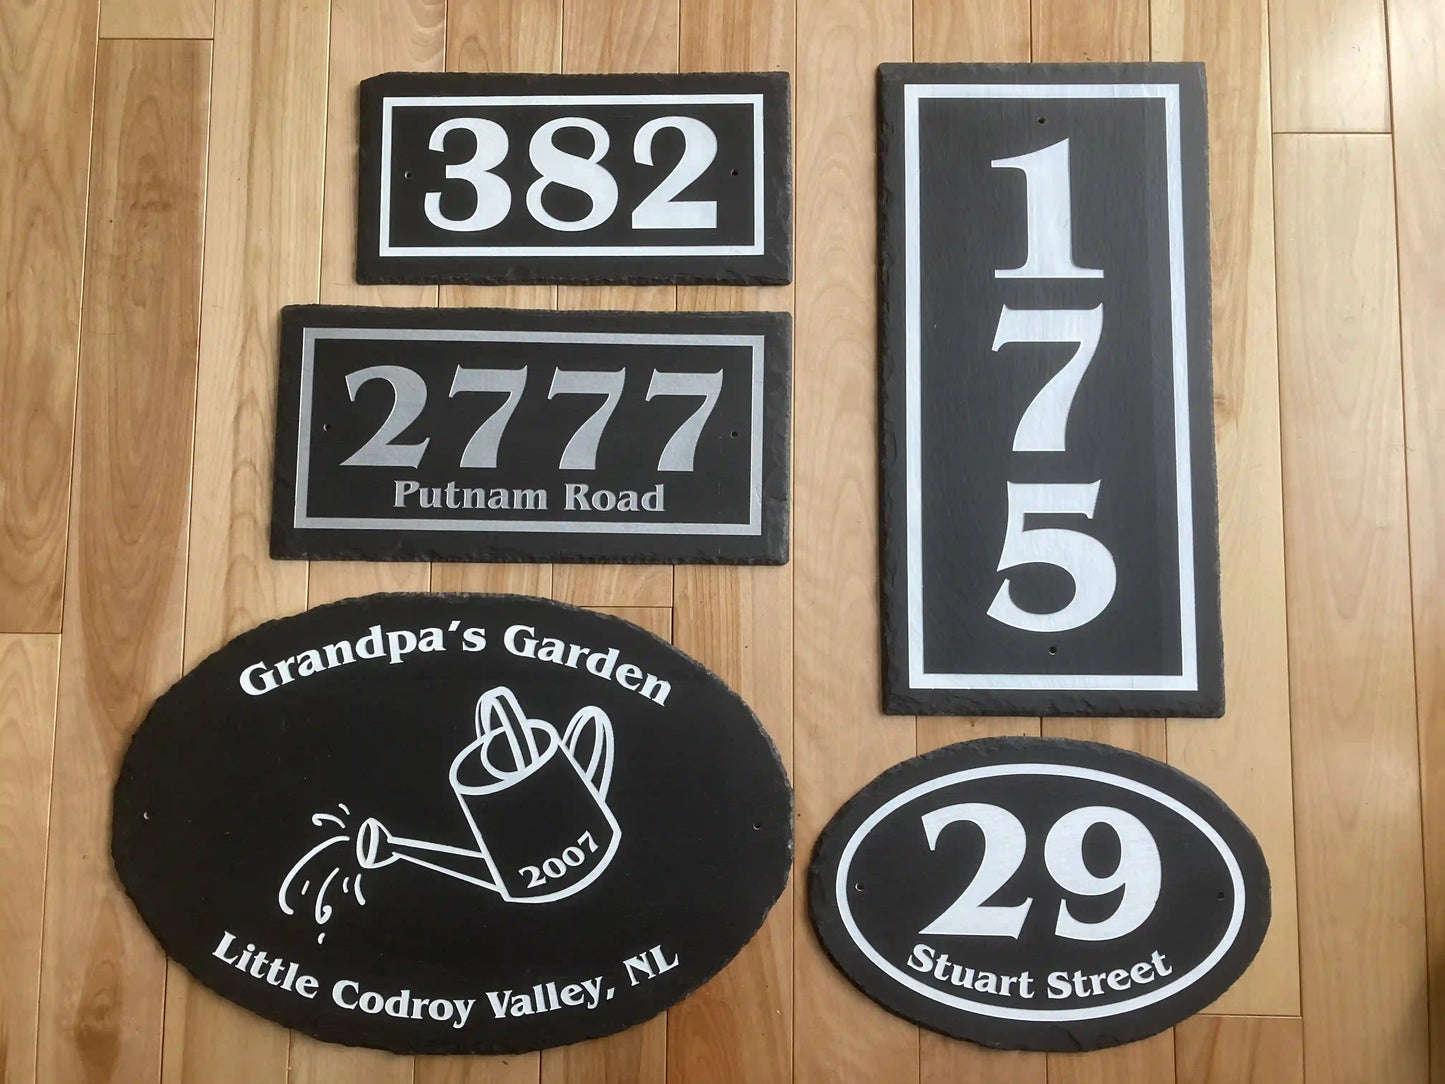 382
2777
Putnam Road
Grandpa's Garden
2007
Little Codroy Valley, NL
1
7
5
29
Stuart Street